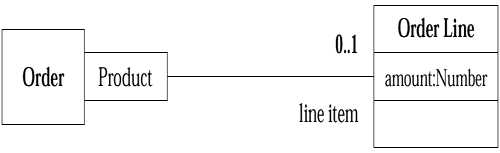 Order
Product
0..1
line item
Order Line
amount:Number